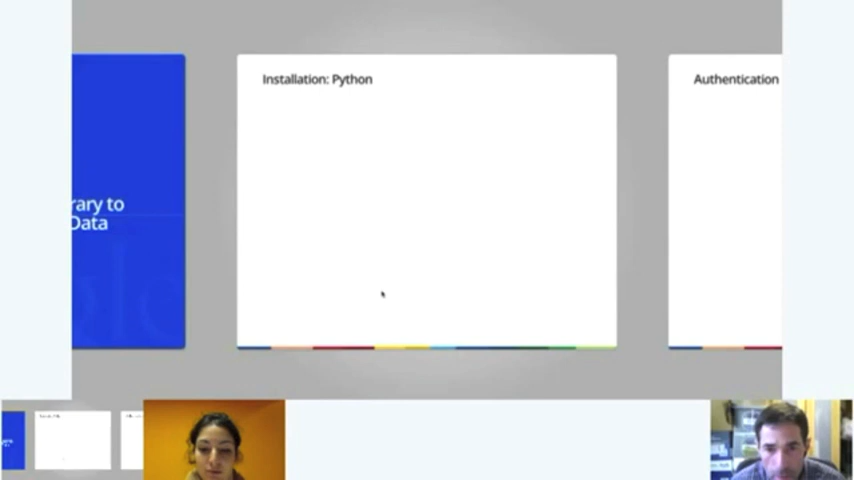 Installation: Python
Authentication
rary to
Data